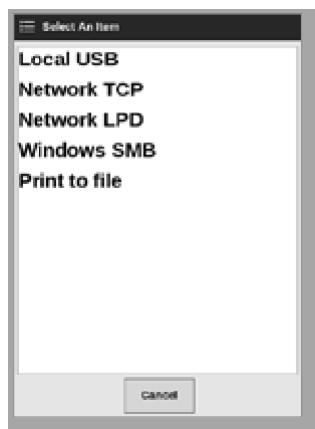 Select An Item
Local USB
Network TCP
Network LPD
Windows SMB
Print to file
Cancel